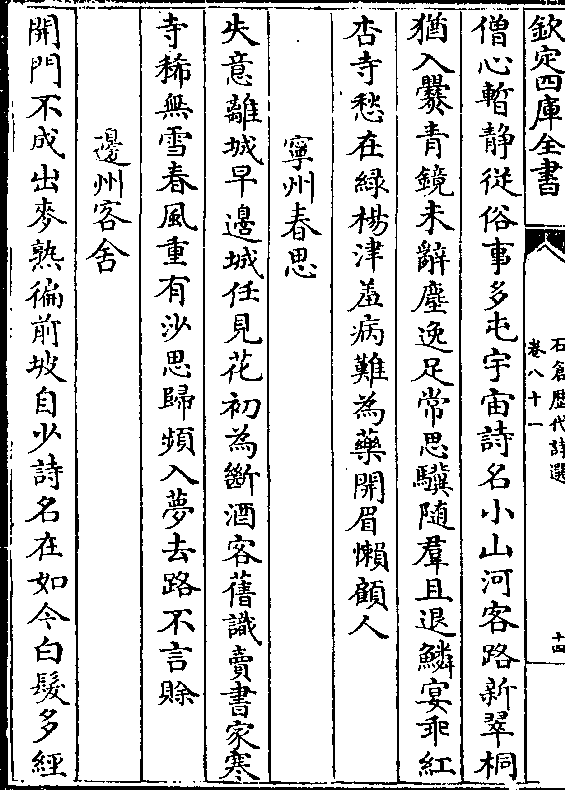 欽定四庫全書
石倉歴代詩選
卷八十一
十四
僧心暫静從俗事多屯宇宙詩名小山河客路新翠桐
猶入爨青鏡未辭塵逸足常思驥随羣且退鱗宴乖紅
杏寺愁在緑楊津羞病難為藥開眉懶顧人
寧州春思
失意離城早邊城任見花初為斷酒客舊識賣書家寒
寺稀無雪春風重有沙思歸頻入夢去路不言賒
邊州客舍
開門不成出麥熟徧前坡自少詩名在如今白髮多經